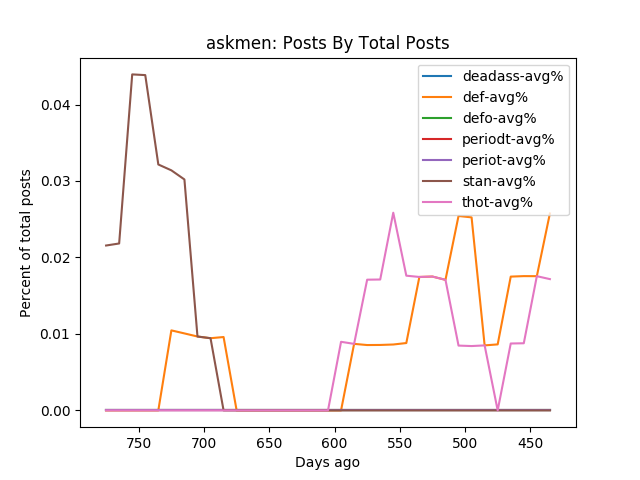 askmen: Posts By Total Posts
Percent of total posts
0.04
0.03
0.02
0.01
0.00
deadass-avg%
def-avg%
defo-avg%
periodt-avg%
periot-avg%
stan-avg%
thot-avg%
750 700 650 600 550 500 450
Days ago